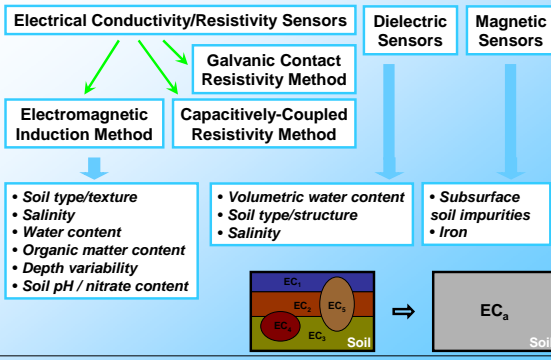 Electrical Conductivity/Resistivity Sensors
Dielectric
Sensors
Magnetic
Sensors
Galvanic Contact
Resistivity Method
Electromagnetic
Induction Method
Capacitively-Coupled
Resistivity Method
• Soil type/texture
• Salinity
• Water content
• Organic matter content
• Depth variability
• Soil pH / nitrate content
• Volumetric water content
• Soil type/structure
• Salinity
• Subsurface
soil impurities
• Iron
EC1
EC2
EC5
EC4
EC3
Soil
⇨
ECa
Soil